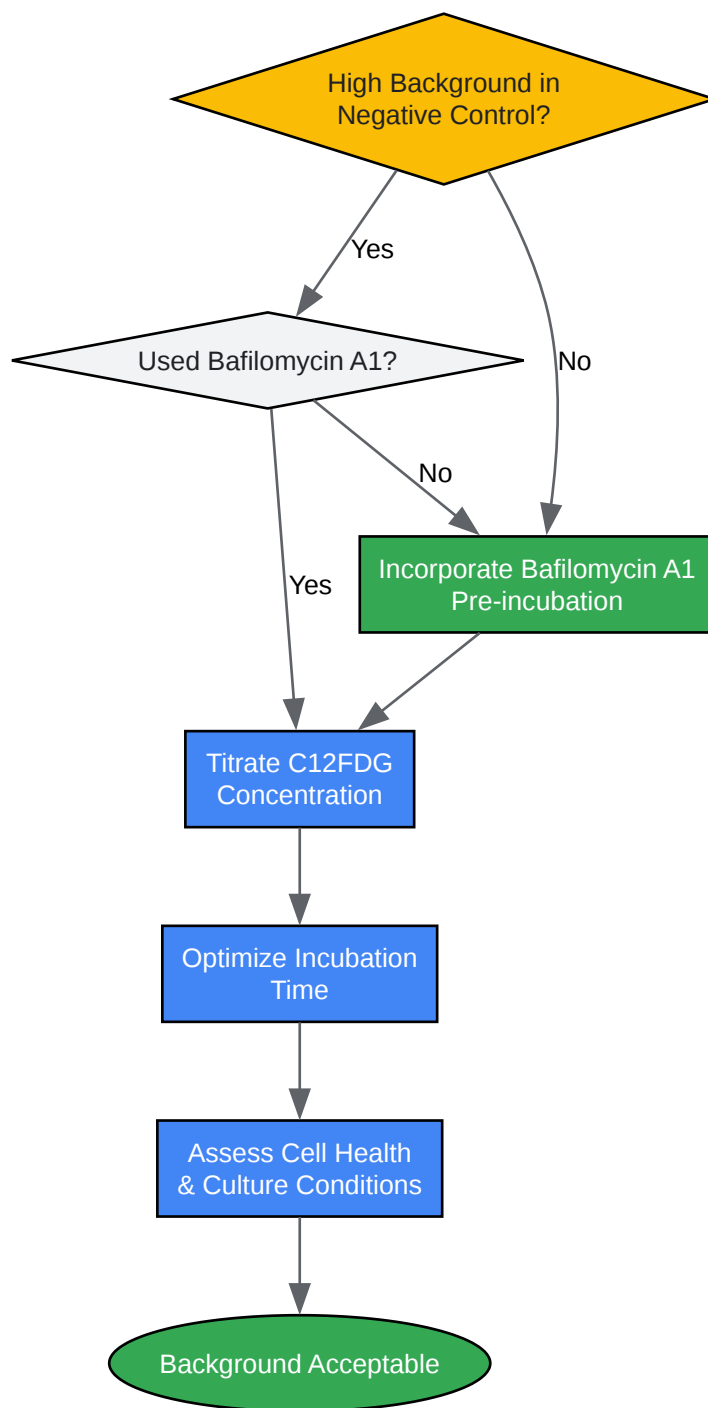 High Background in
Negative Control?
Yes
Used Bafilomycin A1?
No
No
Incorporate Bafilomycin A1
Pre-incubation
Yes
Titrate C12FDG
Concentration
Optimize Incubation
Time
Assess Cell Health
& Culture Conditions
Background Acceptable